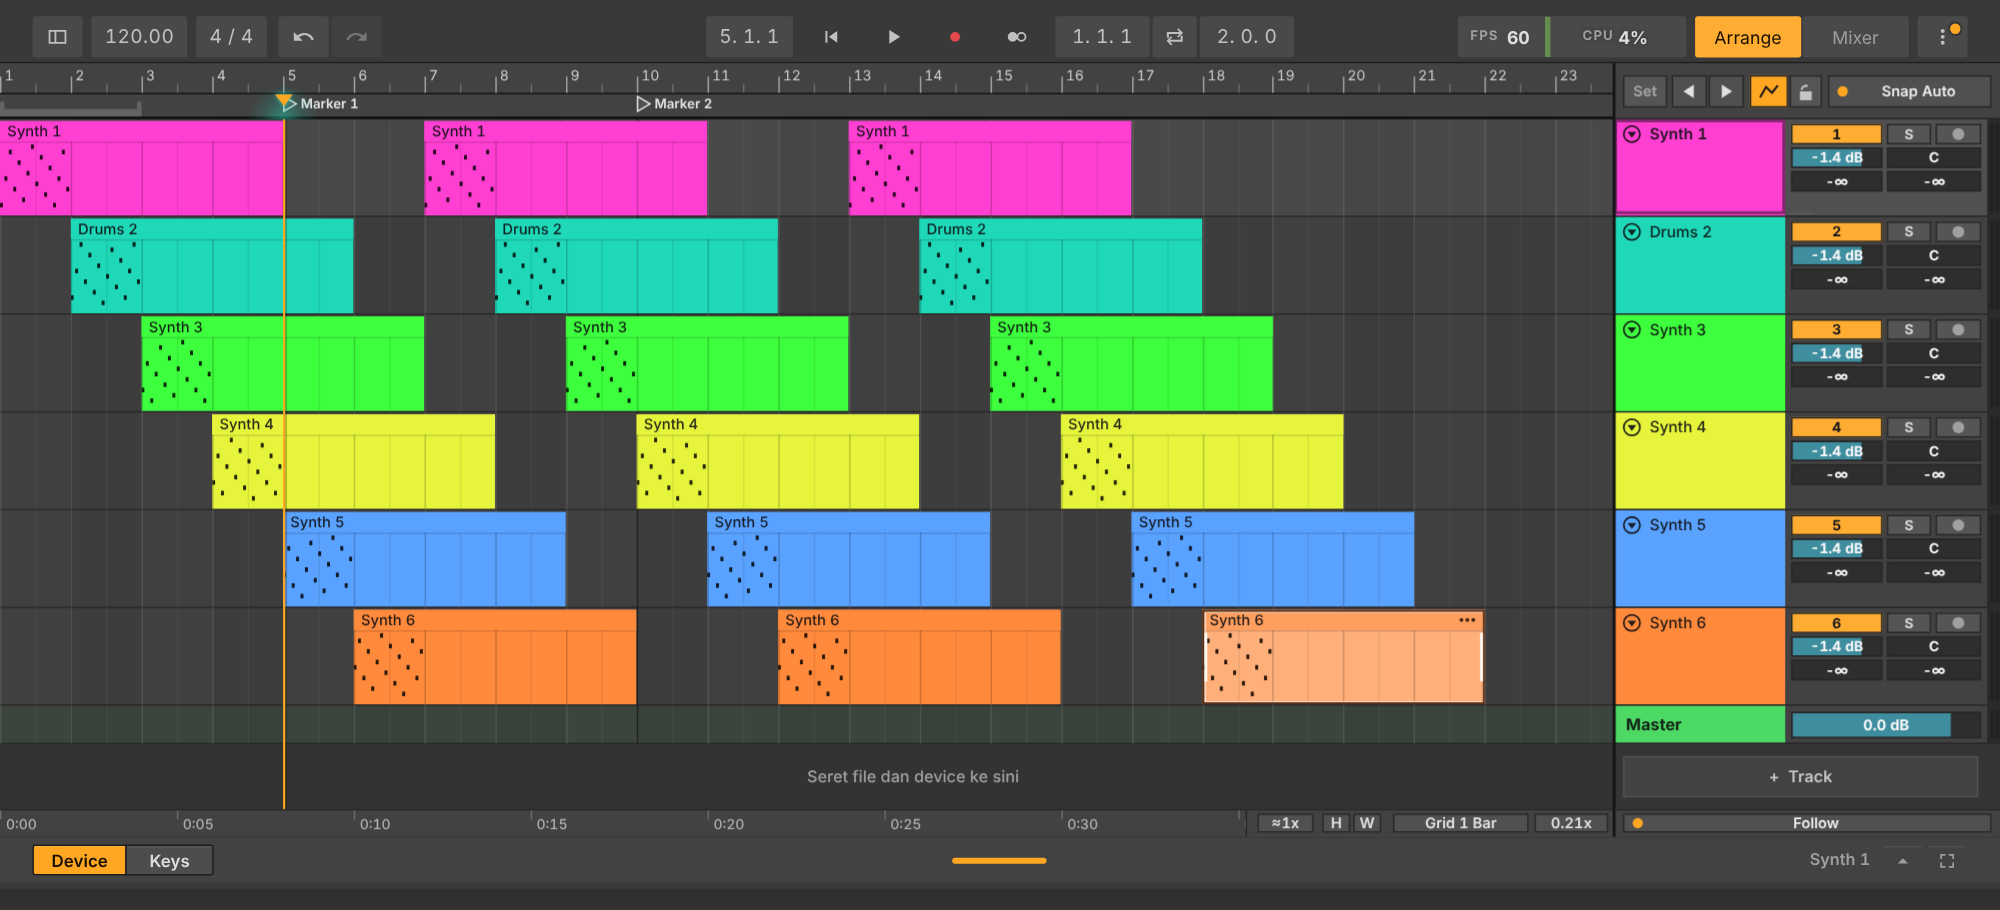 120.00 4 / 4 5. 1. 1 1. 1. 1 2. 0. 0 FPS 60 CPU 4% Arrange Mixer
1 2 3 4 5 6 7 8 9 10 11 12 13 14 15 16 17 18 19 20 21 22 23
Set Snap Auto
Marker 1 Marker 2
Synth 1 Synth 1 Synth 1 Synth 1 1 S
-1.4 dB C
-∞ -∞
Drums 2 Drums 2 Drums 2 Drums 2 2 S
-1.4 dB C
-∞ -∞
Synth 3 Synth 3 Synth 3 Synth 3 3 S
-1.4 dB C
-∞ -∞
Synth 4 Synth 4 Synth 4 Synth 4 4 S
-1.4 dB C
-∞ -∞
Synth 5 Synth 5 Synth 5 Synth 5 5 S
-1.4 dB C
-∞ -∞
Synth 6 Synth 6 Synth 6 ••• Synth 6 6 S
-1.4 dB C
-∞ -∞
Master 0.0 dB
Seret file dan device ke sini + Track
0:00 0:05 0:10 0:15 0:20 0:25 0:30 ≈1x H W Grid 1 Bar 0.21x Follow
Device Keys Synth 1